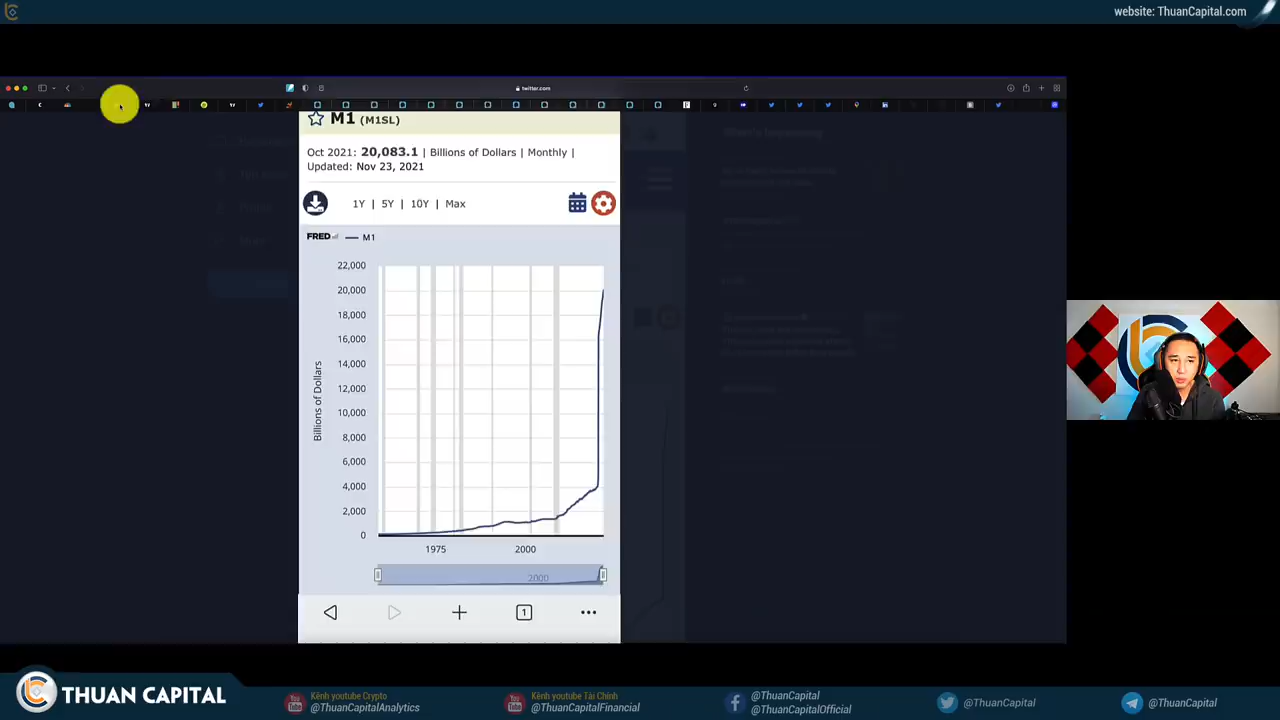 website: ThuanCapital.com
twitter.com
M1 (M1SL)
Oct 2021: 20,083.1 | Billions of Dollars | Monthly |
Updated: Nov 23, 2021
1Y | 5Y | 10Y | Max
FRED
M1
22,000
20,000
18,000
16,000
14,000
12,000
10,000
8,000
6,000
4,000
2,000
0
Billions of Dollars
1975
2000
2000
1
THUAN CAPITAL
Kênh youtube Crypto
@ThuanCapitalAnalytics
Kênh youtube Tài Chính
@ThuanCapitalFinancial
@ThuanCapital
@ThuanCapitalOfficial
@ThuanCapital
@ThuanCapital